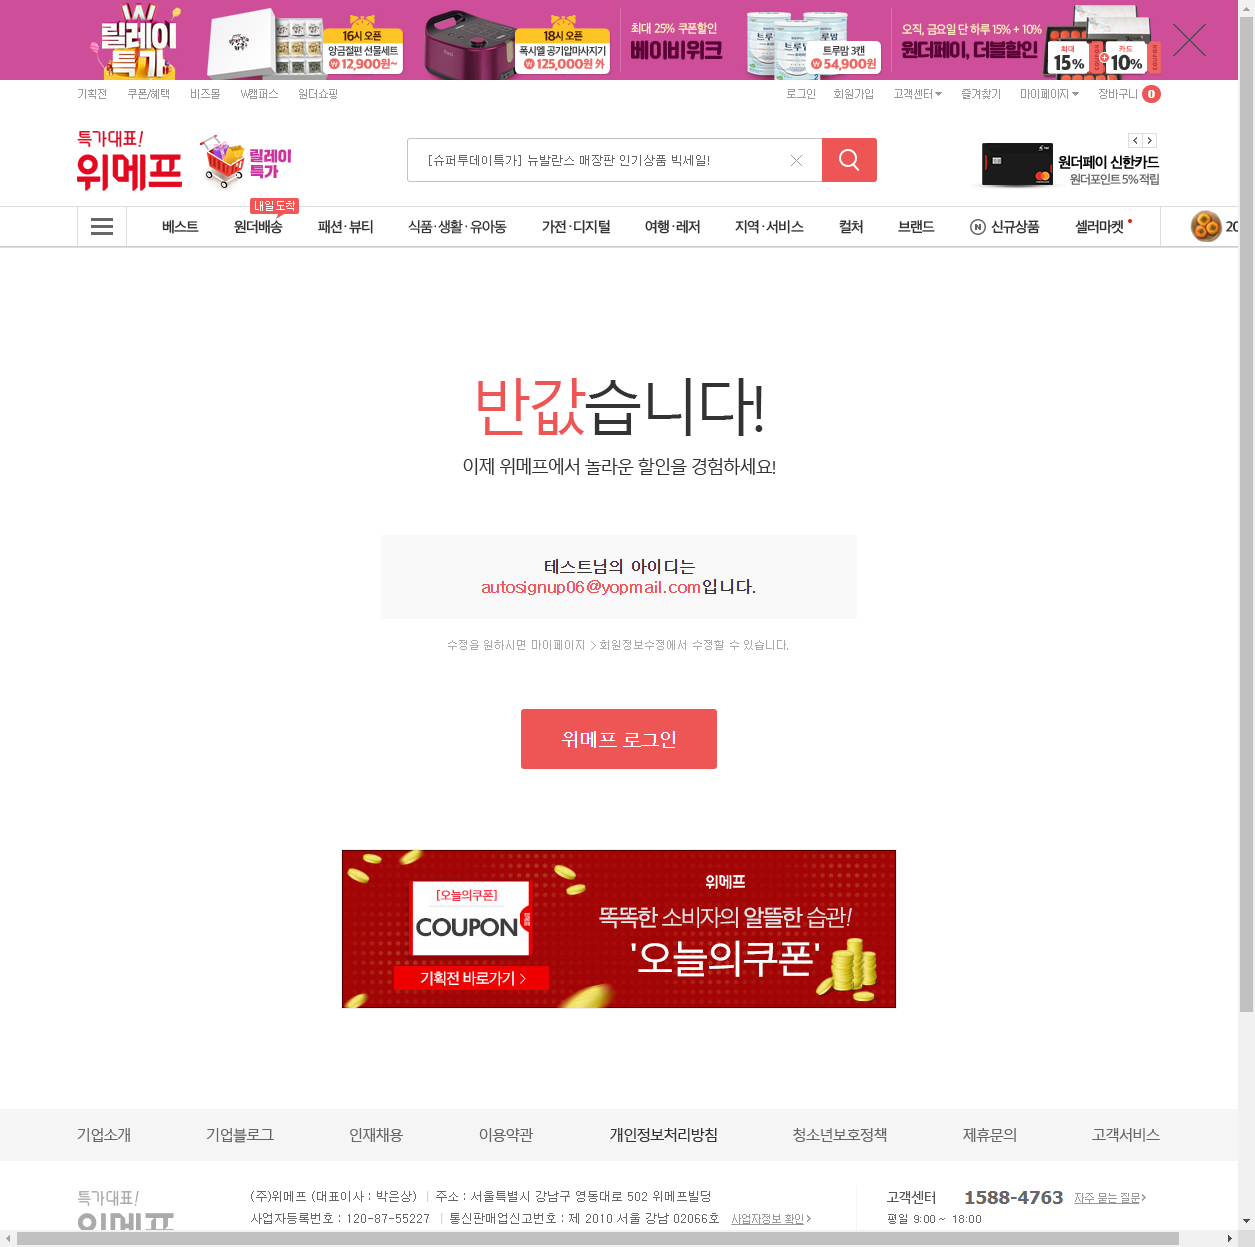 W
릴레이
특가
16시 오픈
양금절편 선물세트
₩12,900원~
18시 오픈
폭시엘 공기압마사지기
₩125,000원 外
최대 25% 쿠폰할인
베이비위크
트루맘
트루맘
트루맘
트루맘 3캔
₩54,900원
오직, 금요일 단 하루 15% + 10%
원더페이, 더블할인
최대
15%
COUPON
카드
10%
COUPON
기획전 쿠폰/혜택 비즈몰 W캠퍼스 원더쇼핑
로그인 회원가입 고객센터 즐겨찾기 마이페이지 장바구니 0
특가대표!
위메프
릴레이
특가
[슈퍼투데이특가] 뉴발란스 매장판 인기상품 빅세일!
원더페이 신한카드
원더포인트 5% 적립
내일도착
베스트 원더배송 패션·뷰티 식품·생활·유아동 가전·디지털 여행·레저 지역·서비스 컬처 브랜드 N 신규상품 셀러마켓
반값습니다!
이제 위메프에서 놀라운 할인을 경험하세요!
테스트님의 아이디는
autosignup06@yopmail.com입니다.
수정을 원하시면 마이페이지 > 회원정보수정에서 수정할 수 있습니다.
위메프 로그인
[오늘의쿠폰]
COUPON
기획전 바로가기 >
위메프
똑똑한 소비자의 알뜰한 습관!
'오늘의쿠폰'
기업소개 기업블로그 인재채용 이용약관 개인정보처리방침 청소년보호정책 제휴문의 고객서비스
특가대표!
위메프
(주)위메프 (대표이사 : 박은상) | 주소 : 서울특별시 강남구 영동대로 502 위메프빌딩
사업자등록번호 : 120-87-55227 | 통신판매업신고번호 : 제 2010 서울 강남 02066호 사업자정보 확인>
고객센터 1588-4763 자주 묻는 질문>
평일 9:00 ~ 18:00